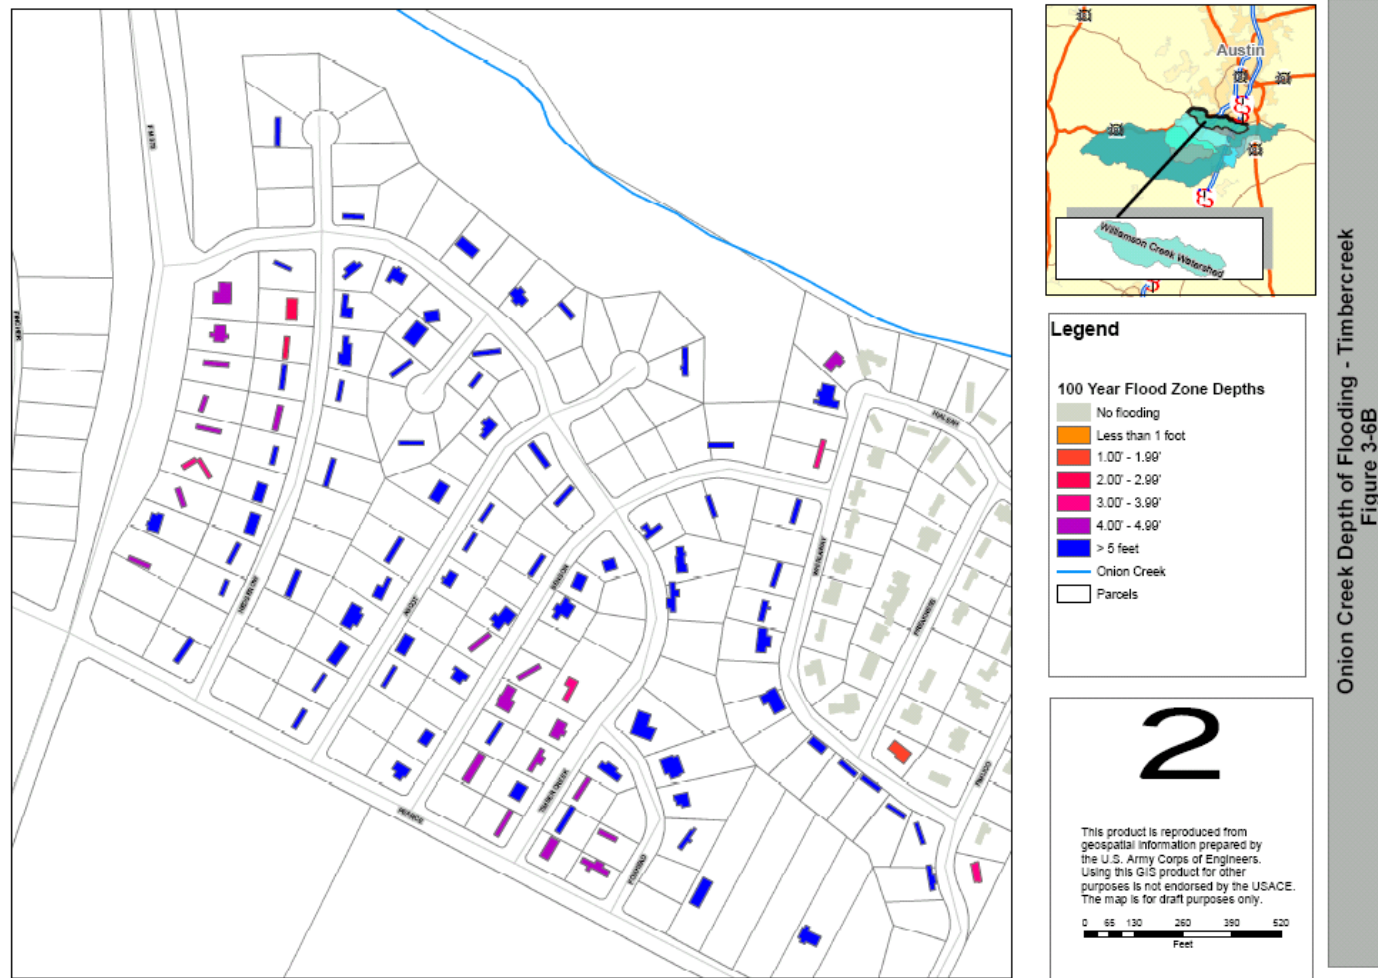 Austin
Williamson Creek Watershed
Legend
100 Year Flood Zone Depths
No flooding
Less than 1 foot
1.00' - 1.99'
2.00' - 2.99'
3.00' - 3.99'
4.00' - 4.99'
> 5 feet
Onion Creek
Parcels
2
This product is reproduced from
geospatial information prepared by
the U.S. Army Corps of Engineers.
Using this GIS product for other
purposes is not endorsed by the USACE.
The map is for draft purposes only.
0 65 130 260 390 520
Feet
Onion Creek Depth of Flooding - Timbercreek
Figure 3-6B
PINCHER
PEARCE
TIMBER CREEK